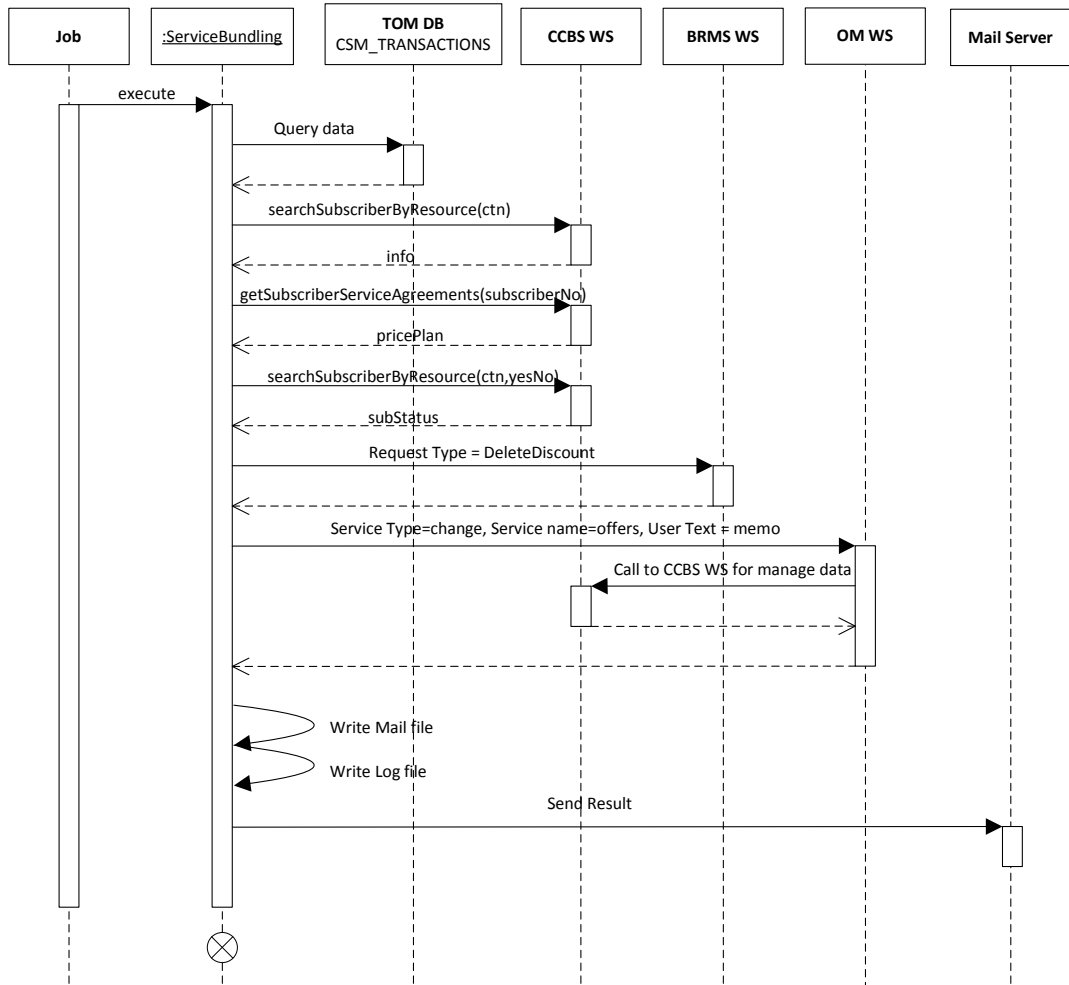 Job
:ServiceBundling
TOM DB
CSM_TRANSACTIONS
CCBS WS
BRMS WS
OM WS
Mail Server
execute
Query data
searchSubscriberByResource(ctn)
info
getSubscriberServiceAgreements(subscriberNo)
pricePlan
searchSubscriberByResource(ctn,yesNo)
subStatus
Request Type = DeleteDiscount
Service Type=change, Service name=offers, User Text = memo
Call to CCBS WS for manage data
Write Mail file
Write Log file
Send Result